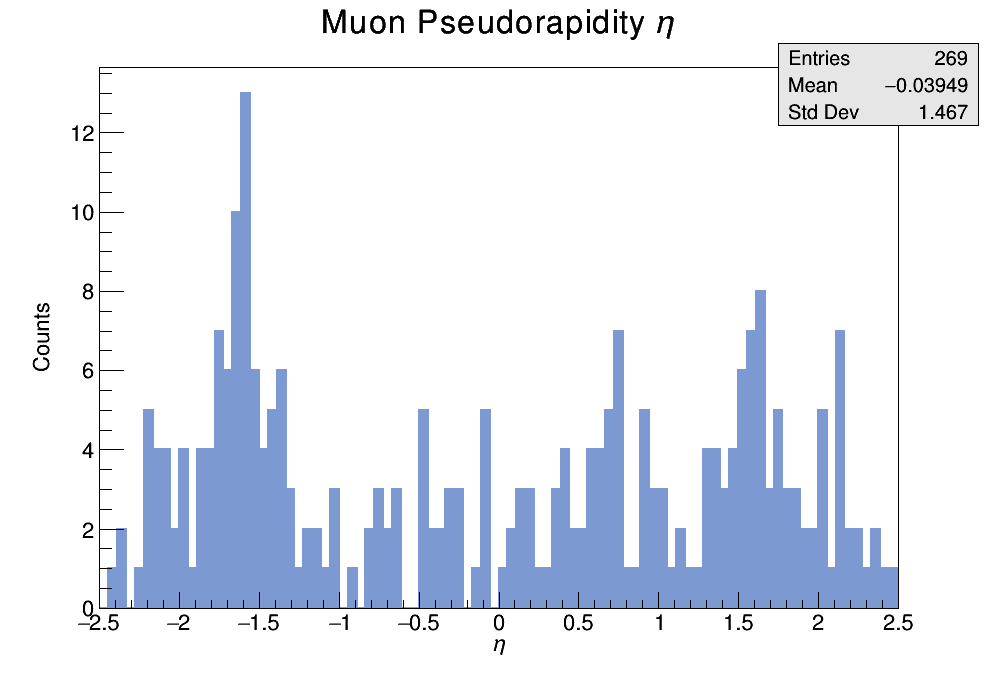 Muon Pseudorapidity η
Entries 269
Mean −0.03949
Std Dev 1.467
Counts
12
10
8
6
4
2
0
−2.5 −2 −1.5 −1 −0.5 0 0.5 1 1.5 2 2.5
η